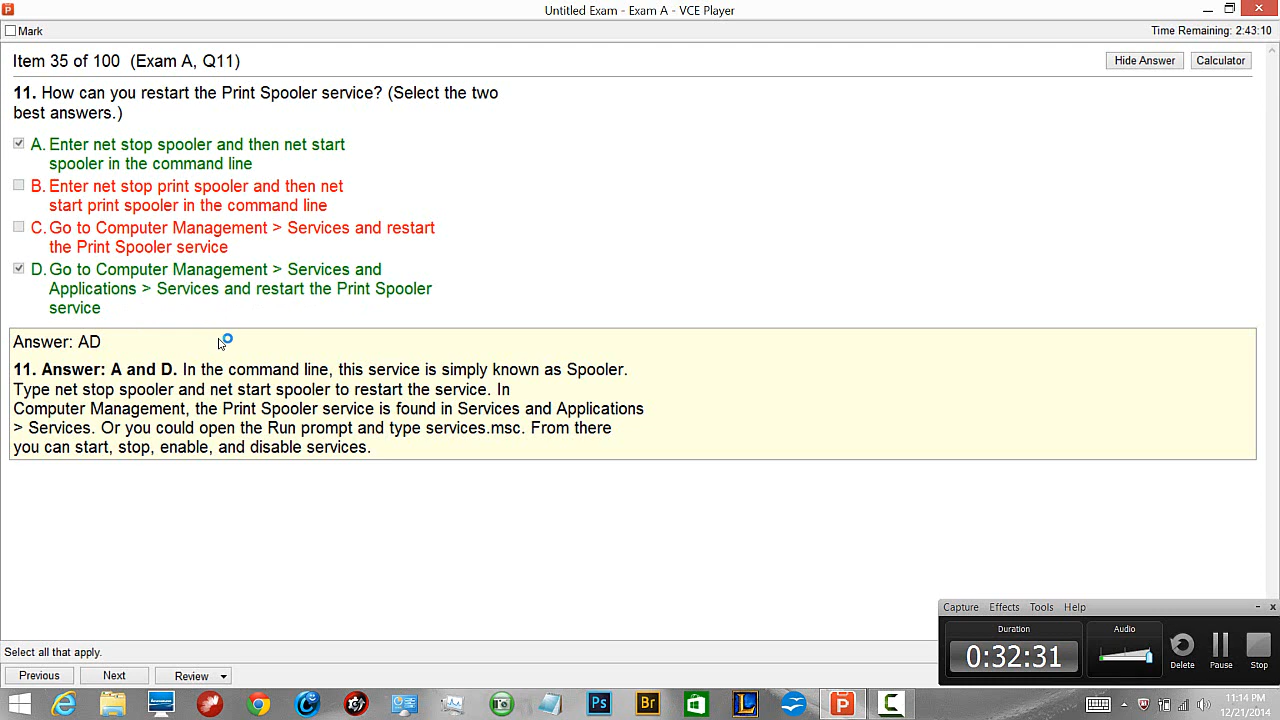 Untitled Exam - Exam A - VCE Player
Mark
Time Remaining: 2:43:10
Item 35 of 100 (Exam A, Q11)
Hide Answer
Calculator
11. How can you restart the Print Spooler service? (Select the two
best answers.)
A. Enter net stop spooler and then net start
spooler in the command line
B. Enter net stop print spooler and then net
start print spooler in the command line
C. Go to Computer Management > Services and restart
the Print Spooler service
D. Go to Computer Management > Services and
Applications > Services and restart the Print Spooler
service
Answer: AD
11. Answer: A and D. In the command line, this service is simply known as Spooler.
Type net stop spooler and net start spooler to restart the service. In
Computer Management, the Print Spooler service is found in Services and Applications
> Services. Or you could open the Run prompt and type services.msc. From there
you can start, stop, enable, and disable services.
Capture Effects Tools Help
Duration
Audio
0:32:31
Delete
Pause
Stop
Select all that apply.
Previous
Next
Review
Ps
Br
L
P
C
11:14 PM
12/21/2014